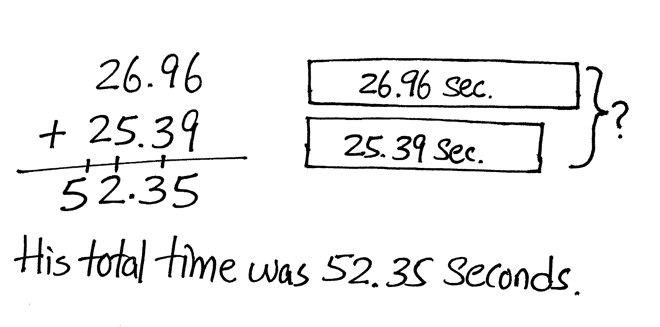 26.96
+ 25.39
52.35
26.96 sec.
25.39 sec.
?
His total time was 52.35 seconds.